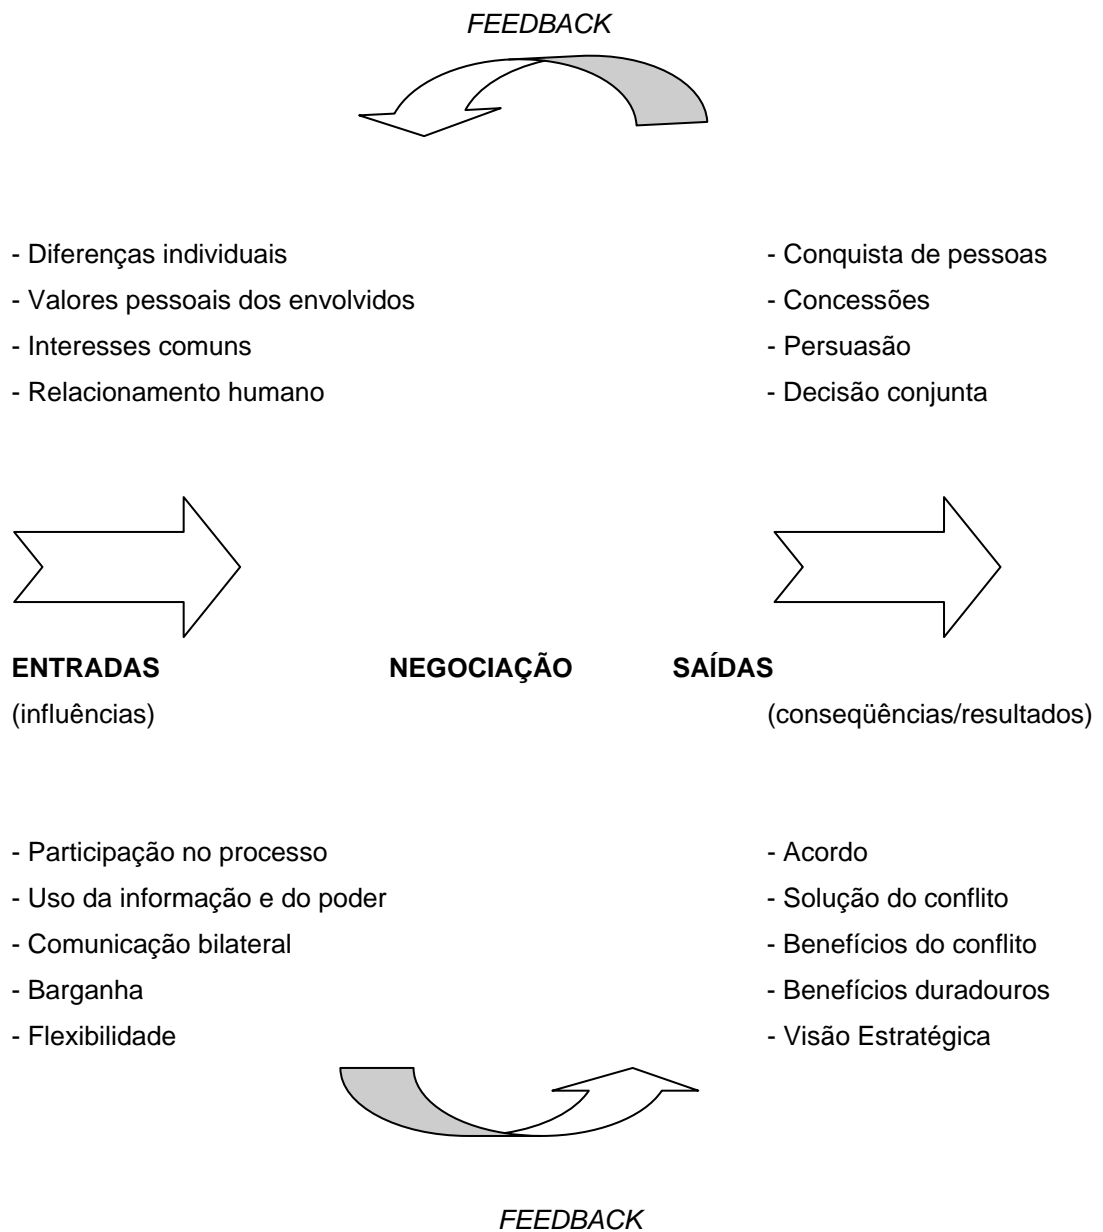 FEEDBACK
- Diferenças individuais - Conquista de pessoas
- Valores pessoais dos envolvidos - Concessões
- Interesses comuns - Persuasão
- Relacionamento humano - Decisão conjunta
ENTRADAS NEGOCIAÇÃO SAÍDAS
(influências) (conseqüências/resultados)
- Participação no processo - Acordo
- Uso da informação e do poder - Solução do conflito
- Comunicação bilateral - Benefícios do conflito
- Barganha - Benefícios duradouros
- Flexibilidade - Visão Estratégica
FEEDBACK